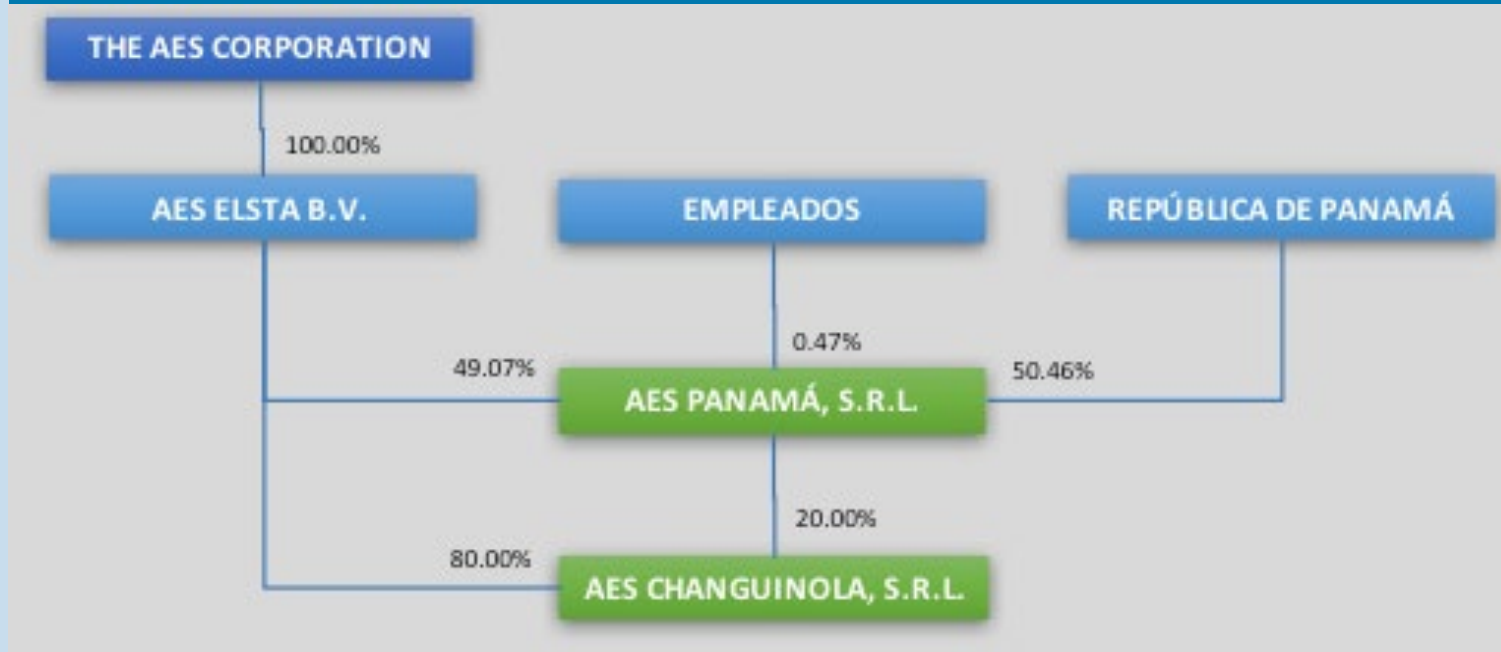 THE AES CORPORATION
100.00%
AES ELSTA B.V.
EMPLEADOS
REPÚBLICA DE PANAMÁ
0.47%
49.07%
50.46%
AES PANAMÁ, S.R.L.
20.00%
80.00%
AES CHANGUINOLA, S.R.L.